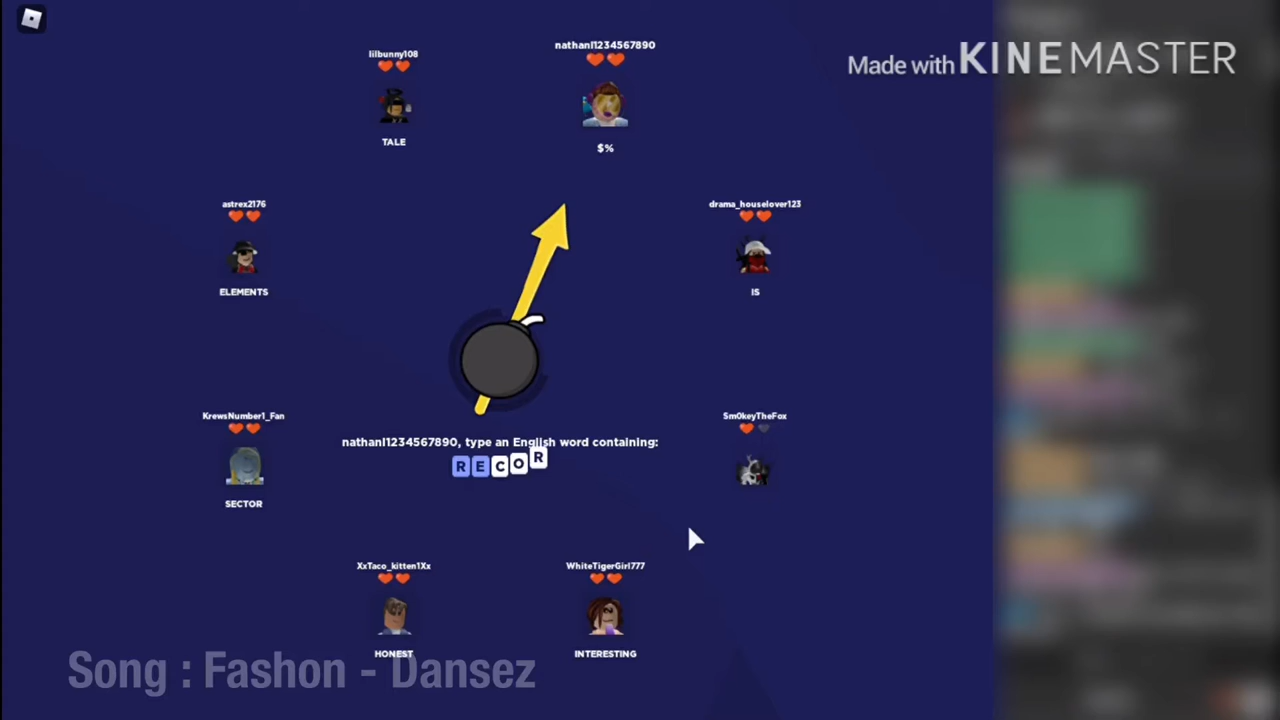 nathanl1234567890
lilbunny108
Made with KINEMASTER
TALE
$%
astrex2176
drama_houselover123
ELEMENTS
IS
KrewsNumber1_Fan
Sm0keyTheFox
nathanl1234567890, type an English word containing:
RECOR
SECTOR
XxTaco_kitten1Xx
WhiteTigerGirl777
HONEST
INTERESTING
Song : Fashon - Dansez